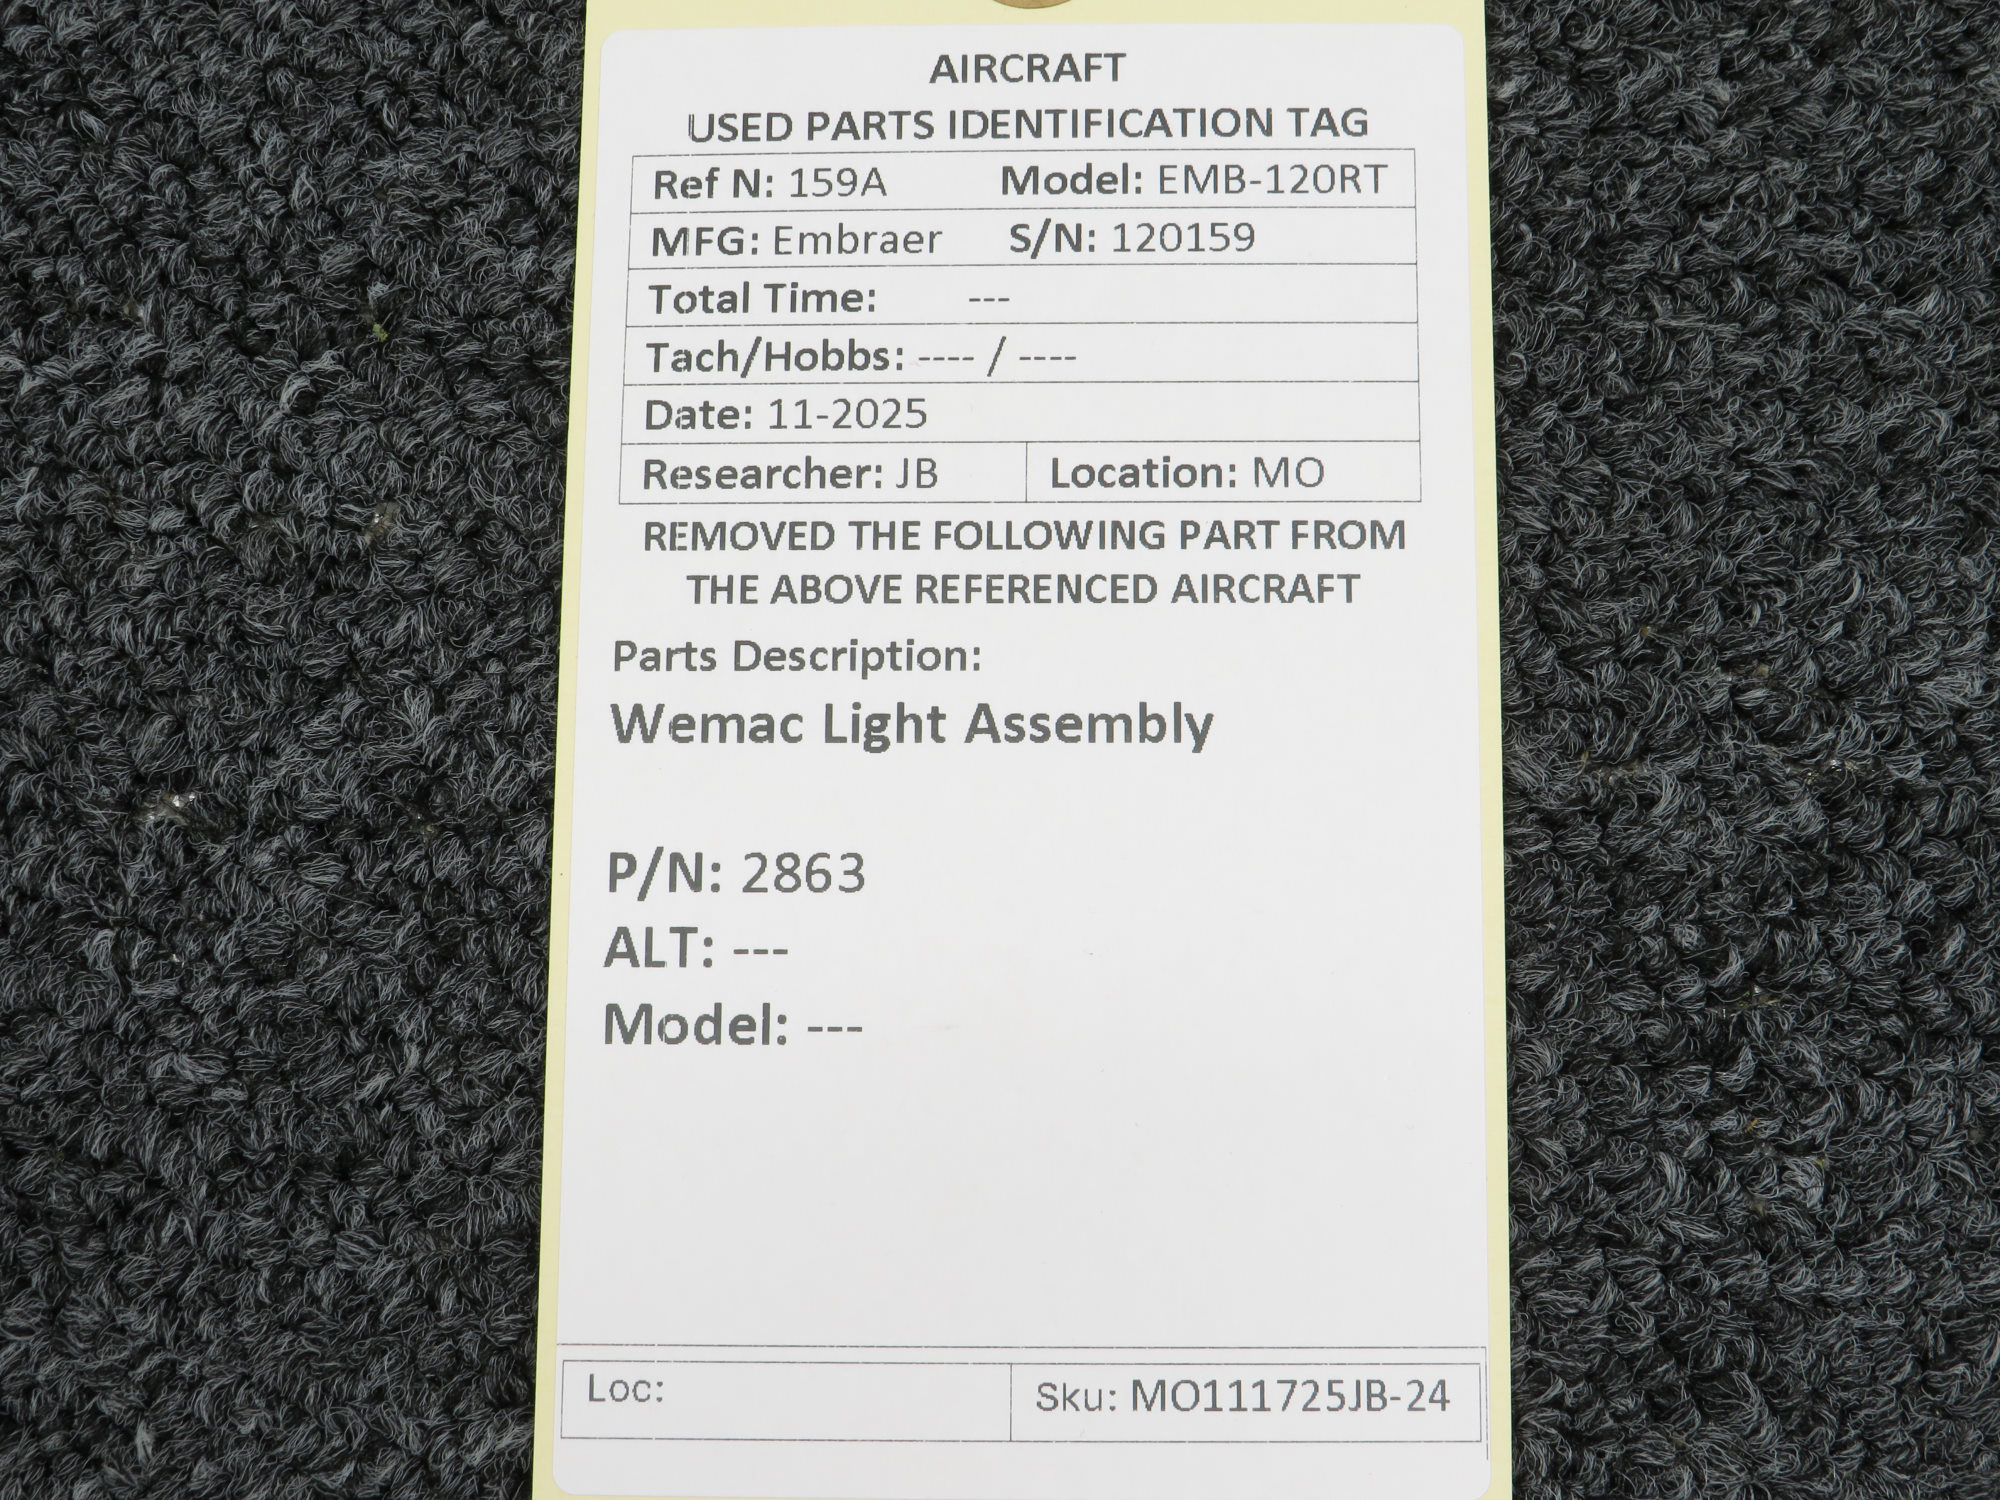 AIRCRAFT
USED PARTS IDENTIFICATION TAG
Ref N: 159A Model: EMB-120RT
MFG: Embraer S/N: 120159
Total Time: ---
Tach/Hobbs: ---- / ----
Date: 11-2025
Researcher: JB Location: MO
REMOVED THE FOLLOWING PART FROM
THE ABOVE REFERENCED AIRCRAFT
Parts Description:
Wemac Light Assembly
P/N: 2863
ALT: ---
Model: ---
Loc: Sku: MO111725JB-24